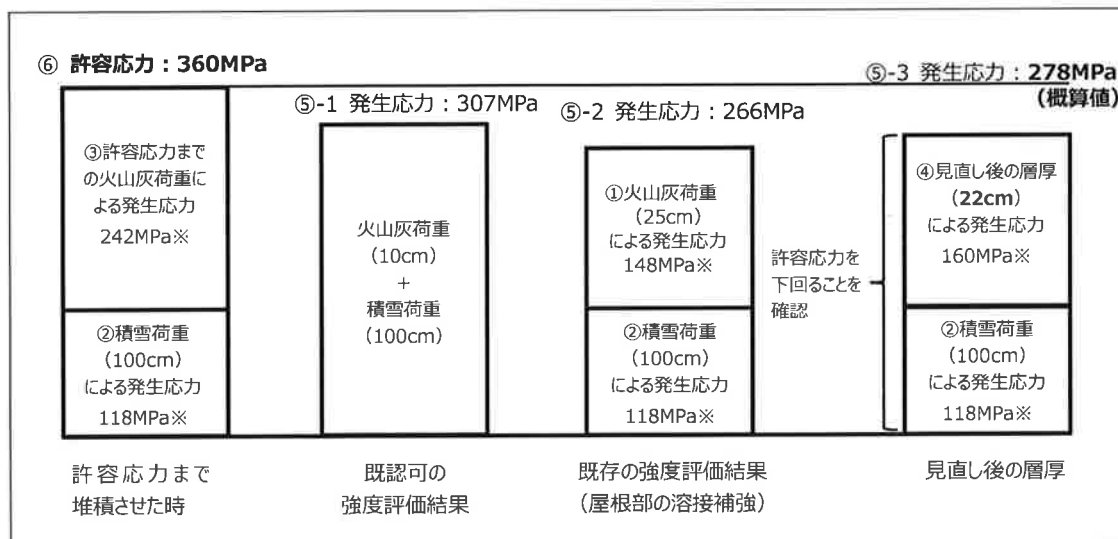 ⑥ 許容応力：360MPa
③許容応力まで
の火山灰荷重に
よる発生応力
242MPa※
②積雪荷重
(100cm)
による発生応力
118MPa※
許容応力まで
堆積させた時
⑤-1 発生応力：307MPa
火山灰荷重
(10cm)
+
積雪荷重
(100cm)
既認可の
強度評価結果
⑤-2 発生応力：266MPa
①火山灰荷重
(25cm)
による発生応力
148MPa※
②積雪荷重
(100cm)
による発生応力
118MPa※
既存の強度評価結果
（屋根部の溶接補強）
許容応力を
下回ることを
確認
⑤-3 発生応力：278MPa
(概算値)
④見直し後の層厚
(22cm)
による発生応力
160MPa※
②積雪荷重
(100cm)
による発生応力
118MPa※
見直し後の層厚